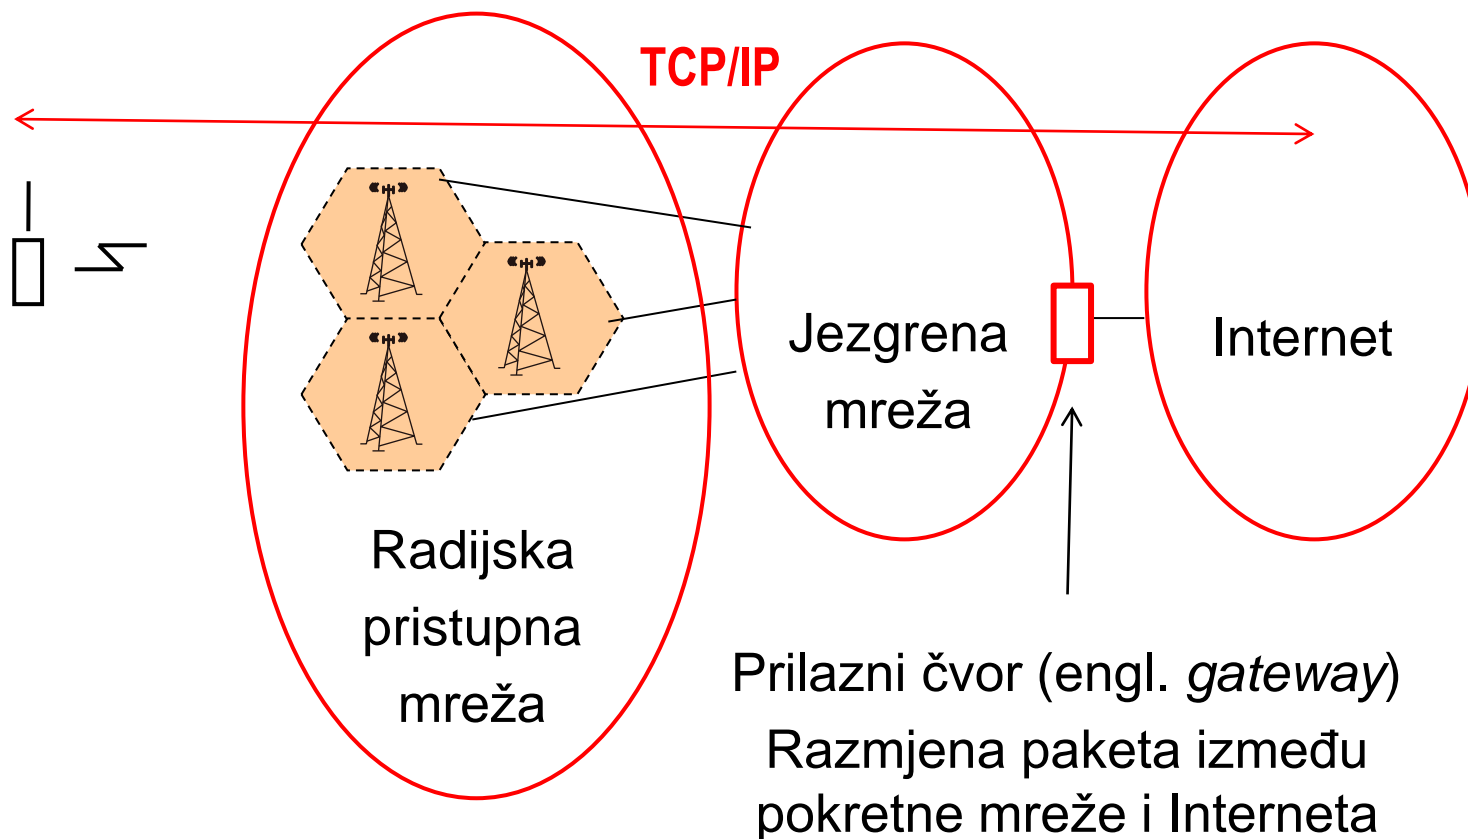 TCP/IP
Radijska
pristupna
mreža
Jezgrena
mreža
Internet
Prilazni čvor (engl. gateway)
Razmjena paketa između
pokretne mreže i Interneta